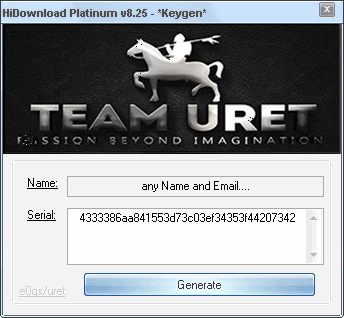 HiDownload Platinum v8.25 - *Keygen*
TEAM URET
PASSION BEYOND IMAGINATION
Name:
any Name and Email....
Serial:
4333386aa841553d73c03ef34353f44207342
e0gs/uret
Generate